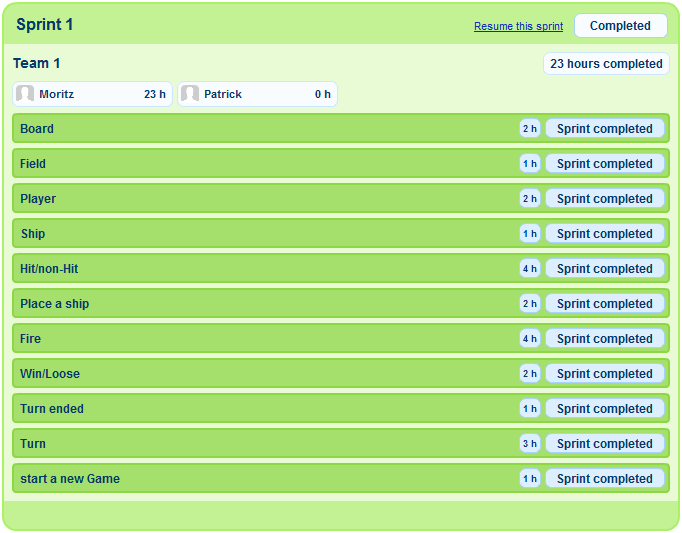 Sprint 1 Resume this sprint Completed
Team 1 23 hours completed
Moritz 23 h Patrick 0 h
Board 2 h Sprint completed
Field 1 h Sprint completed
Player 2 h Sprint completed
Ship 1 h Sprint completed
Hit/non-Hit 4 h Sprint completed
Place a ship 2 h Sprint completed
Fire 4 h Sprint completed
Win/Loose 2 h Sprint completed
Turn ended 1 h Sprint completed
Turn 3 h Sprint completed
start a new Game 1 h Sprint completed